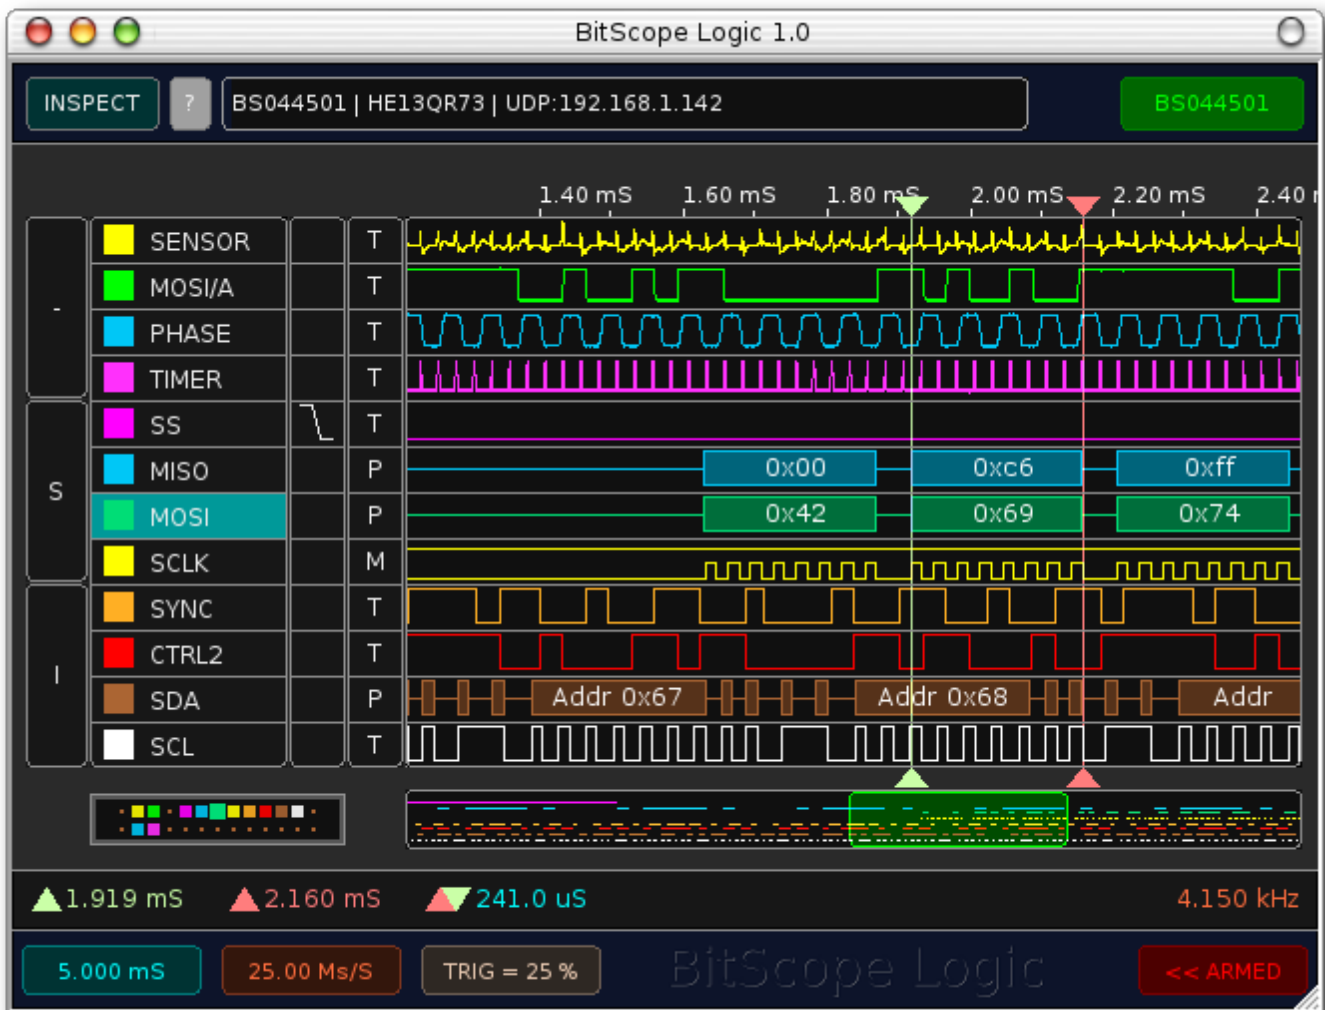 BitScope Logic 1.0
INSPECT ? BS044501 | HE13QR73 | UDP:192.168.1.142 BS044501
1.40 mS 1.60 mS 1.80 mS 2.00 mS 2.20 mS 2.40
- SENSOR T
MOSI/A T
PHASE T
TIMER T
S SS T
MISO P 0x00 0xc6 0xff
MOSI P 0x42 0x69 0x74
SCLK M
I SYNC T
CTRL2 T
SDA P Addr 0x67 Addr 0x68 Addr
SCL T
1.919 mS 2.160 mS 241.0 uS 4.150 kHz
5.000 mS 25.00 Ms/S TRIG = 25 % BitScope Logic << ARMED